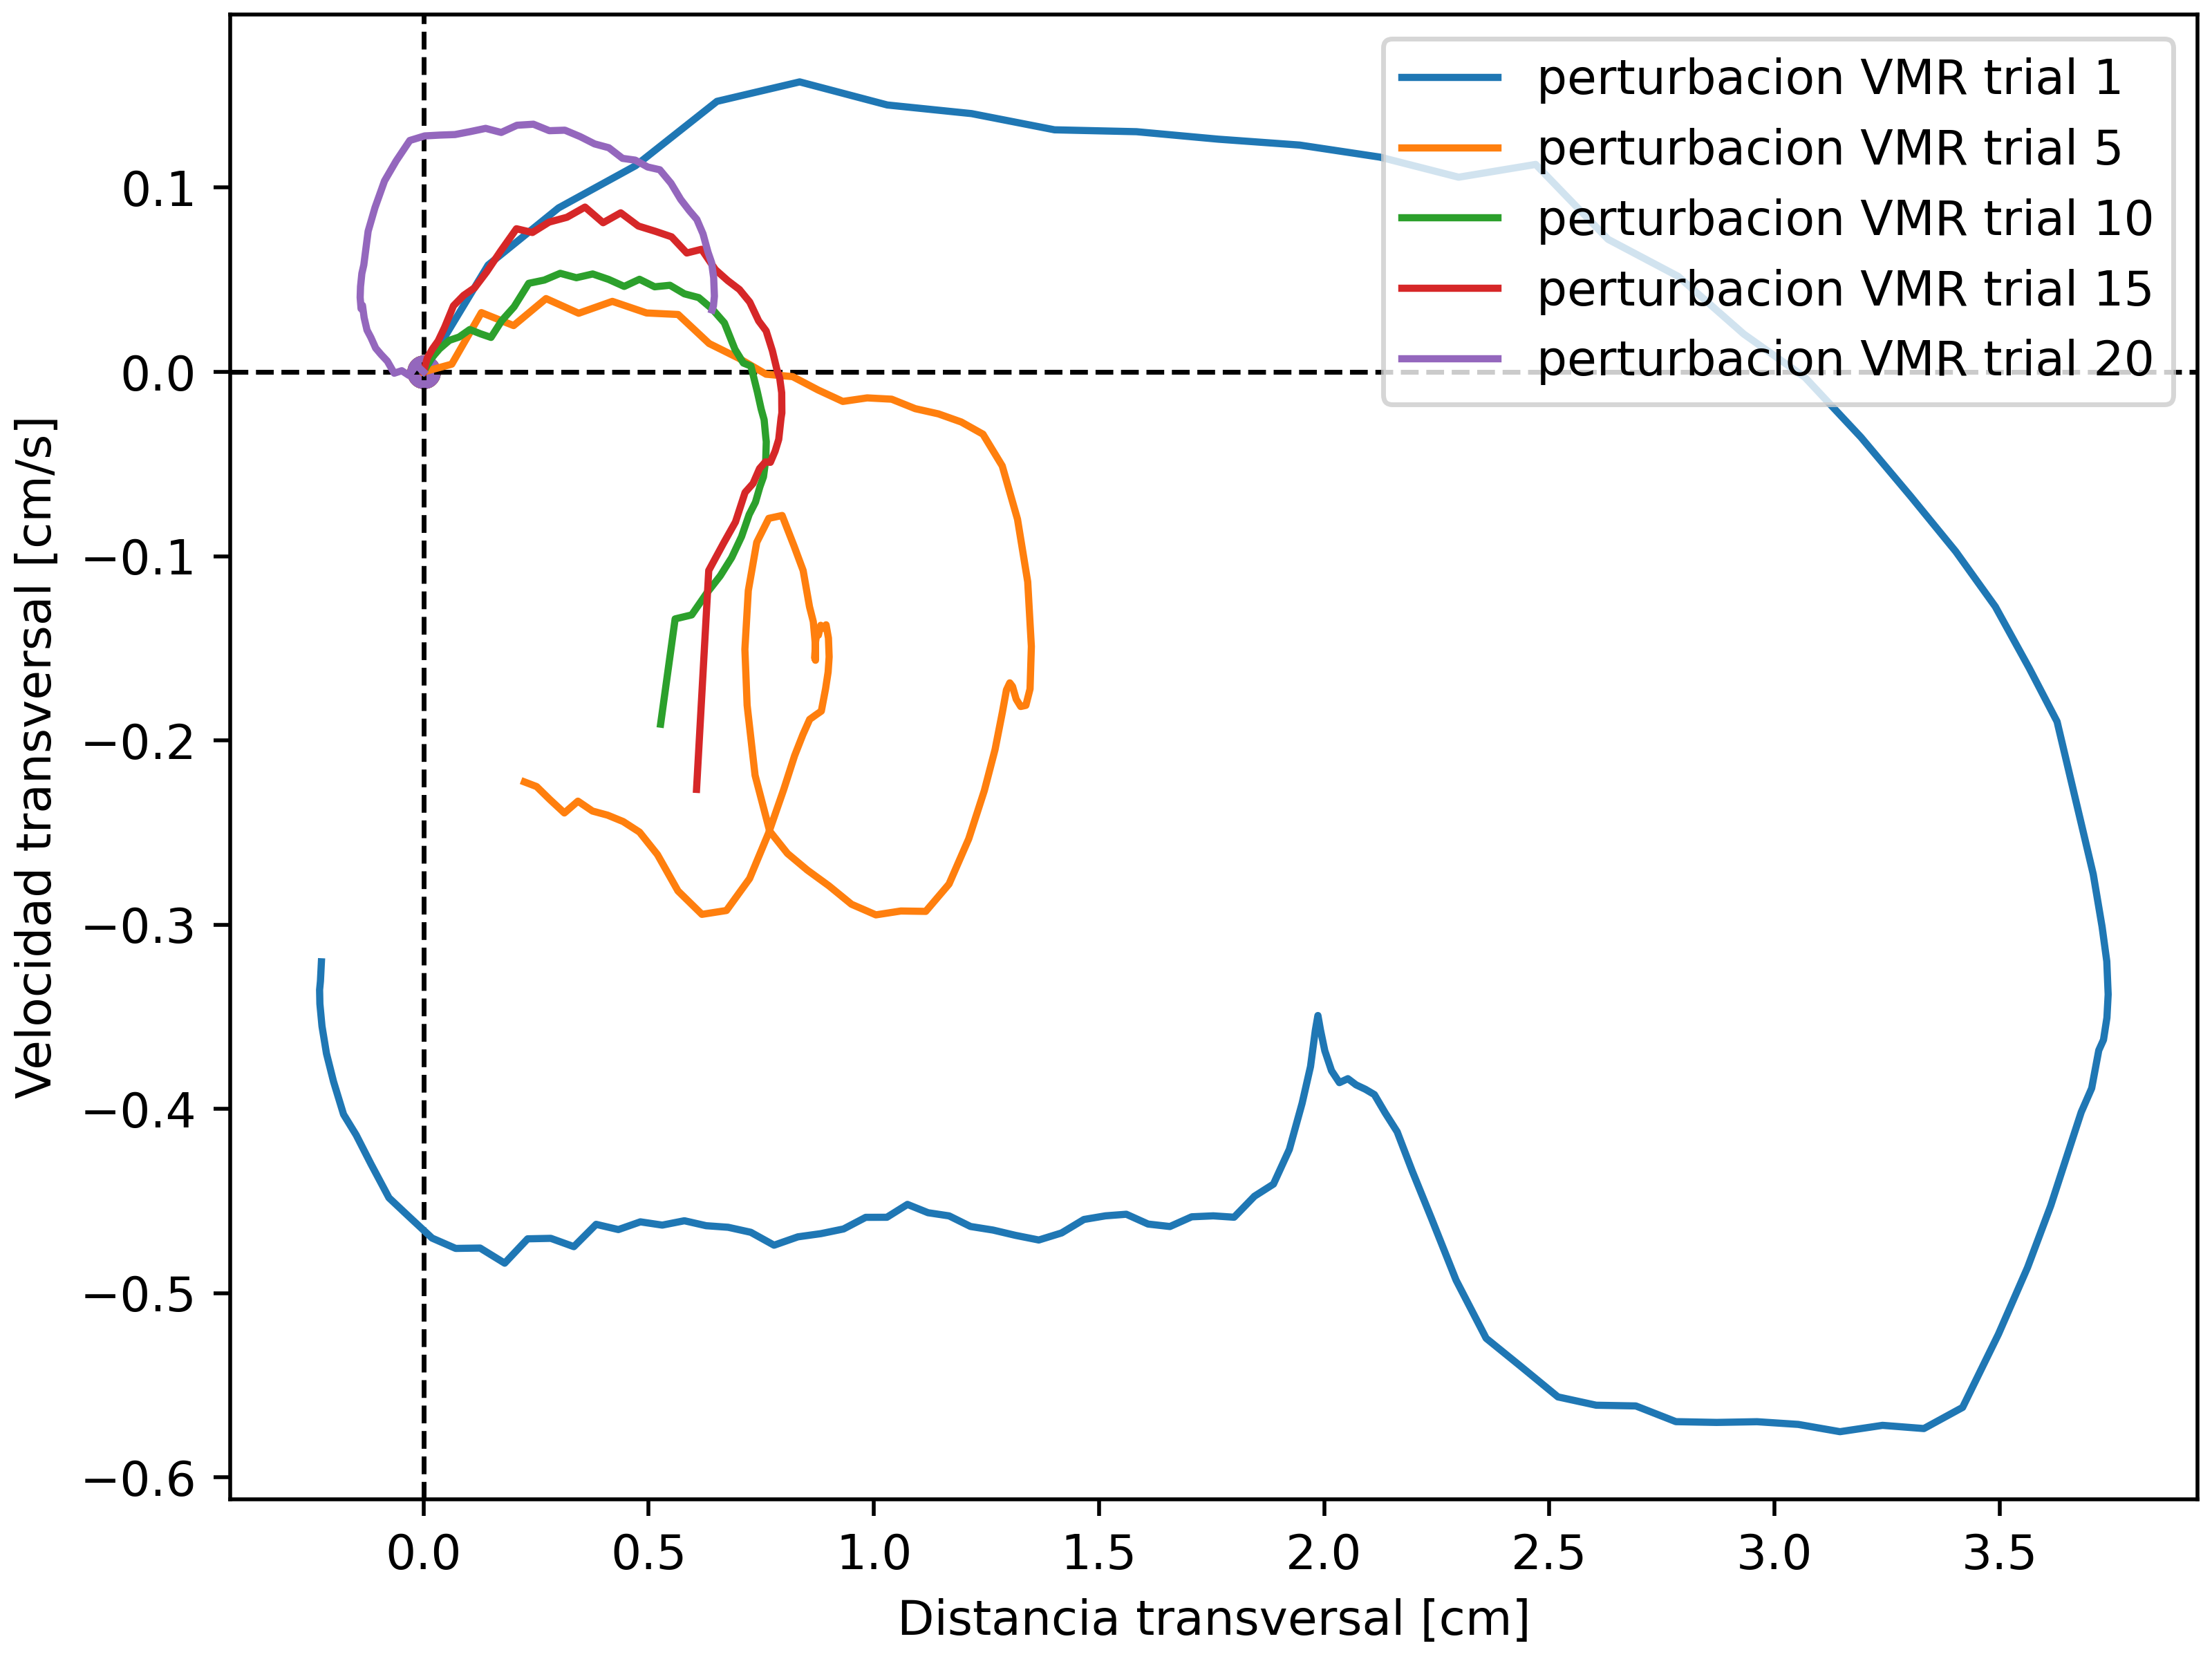 perturbacion VMR trial 1
perturbacion VMR trial 5
perturbacion VMR trial 10
perturbacion VMR trial 15
perturbacion VMR trial 20
Velocidad transversal [cm/s]
0.1
0.0
−0.1
−0.2
−0.3
−0.4
−0.5
−0.6
0.0 0.5 1.0 1.5 2.0 2.5 3.0 3.5
Distancia transversal [cm]